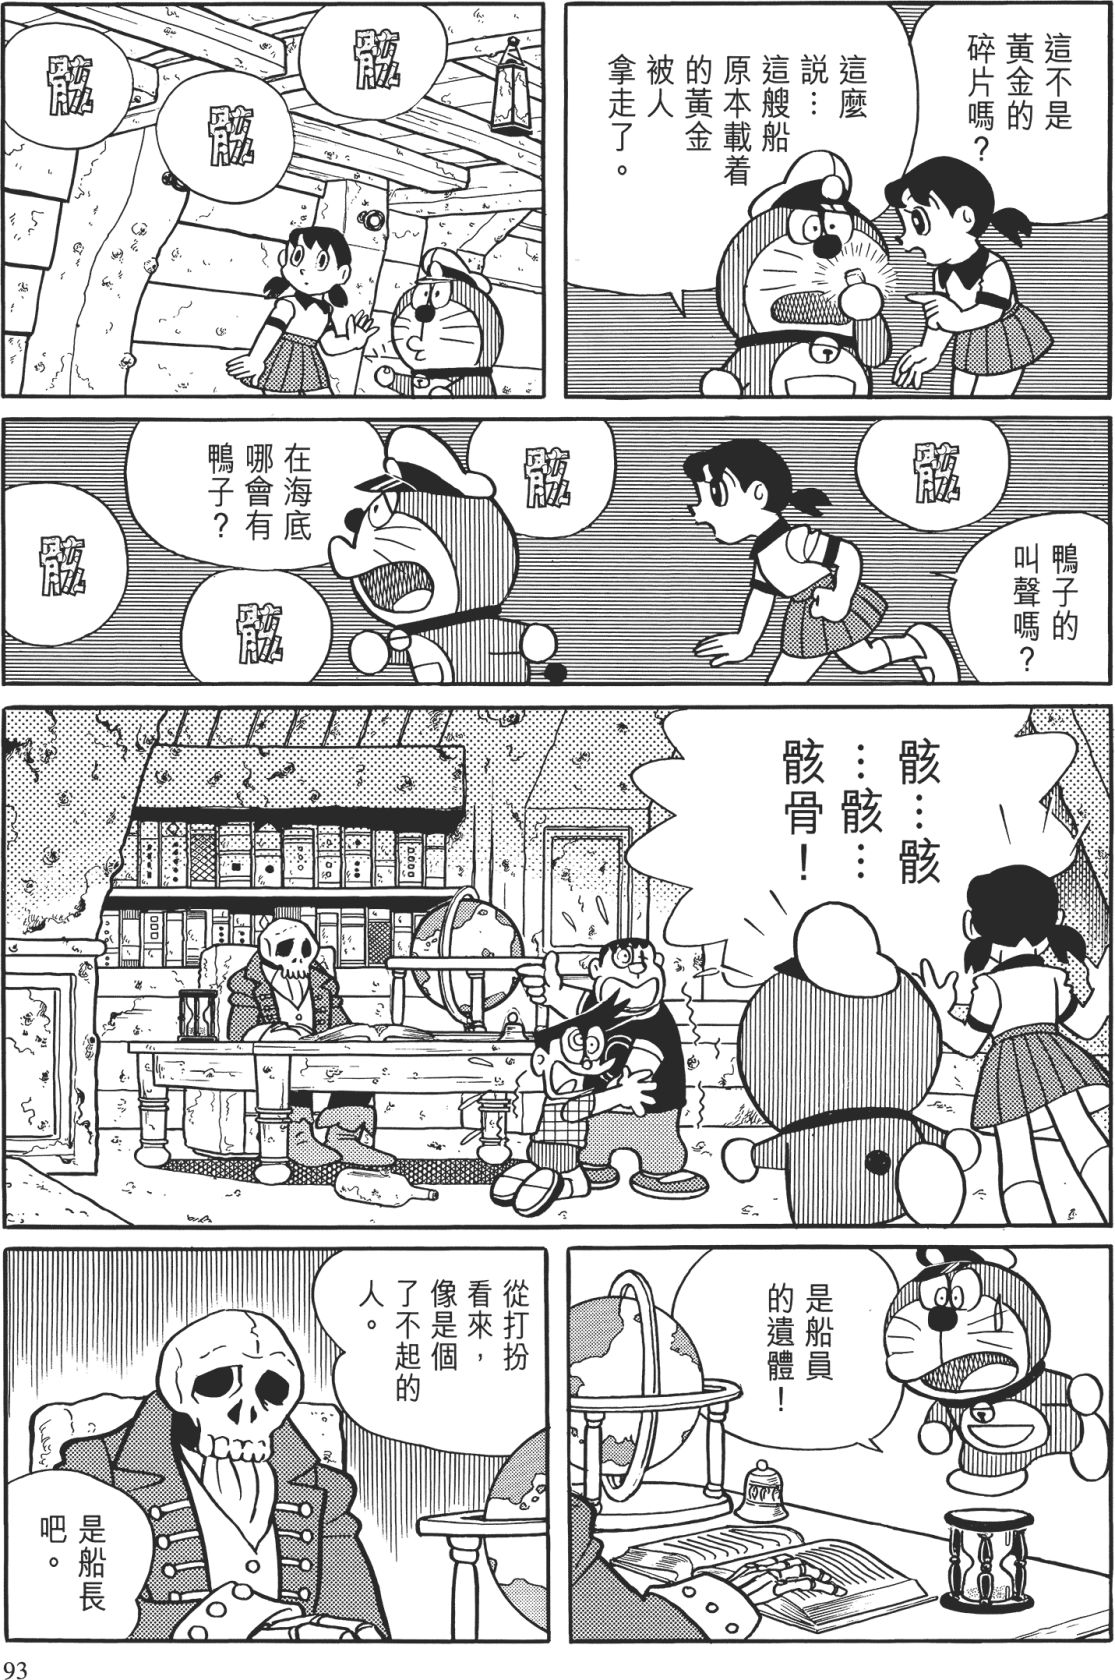 這不是
黃金的
碎片嗎?
這麼
説…
這艘船
原本載着
的黃金
被人
拿走了。
骸
骸
骸
鴨子的
叫聲嗎?
骸
骸
在海底
哪會有
鴨子?
骸
骸
骸…骸
…骸…
骸骨!
是船員
的遺體!
從打扮
看來,
像是個
了不起的
人。
是船長
吧。
93